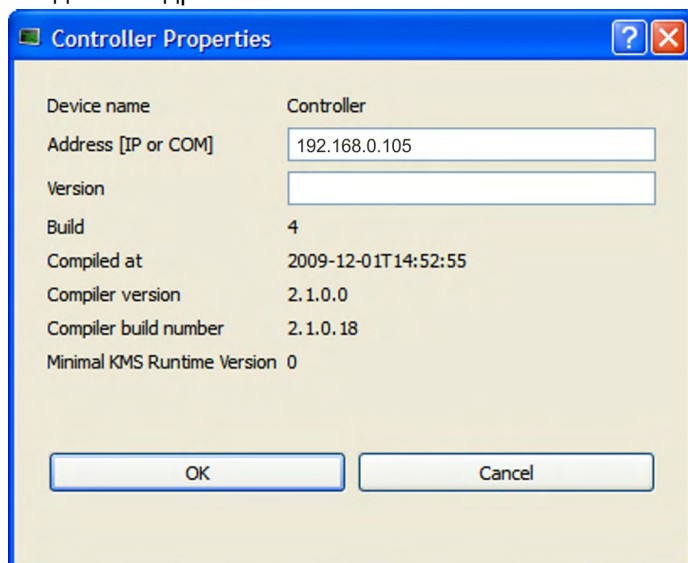 Controller Properties
Device name Controller
Address [IP or COM] 192.168.0.105
Version
Build 4
Compiled at 2009-12-01T14:52:55
Compiler version 2.1.0.0
Compiler build number 2.1.0.18
Minimal KMS Runtime Version 0
OK Cancel